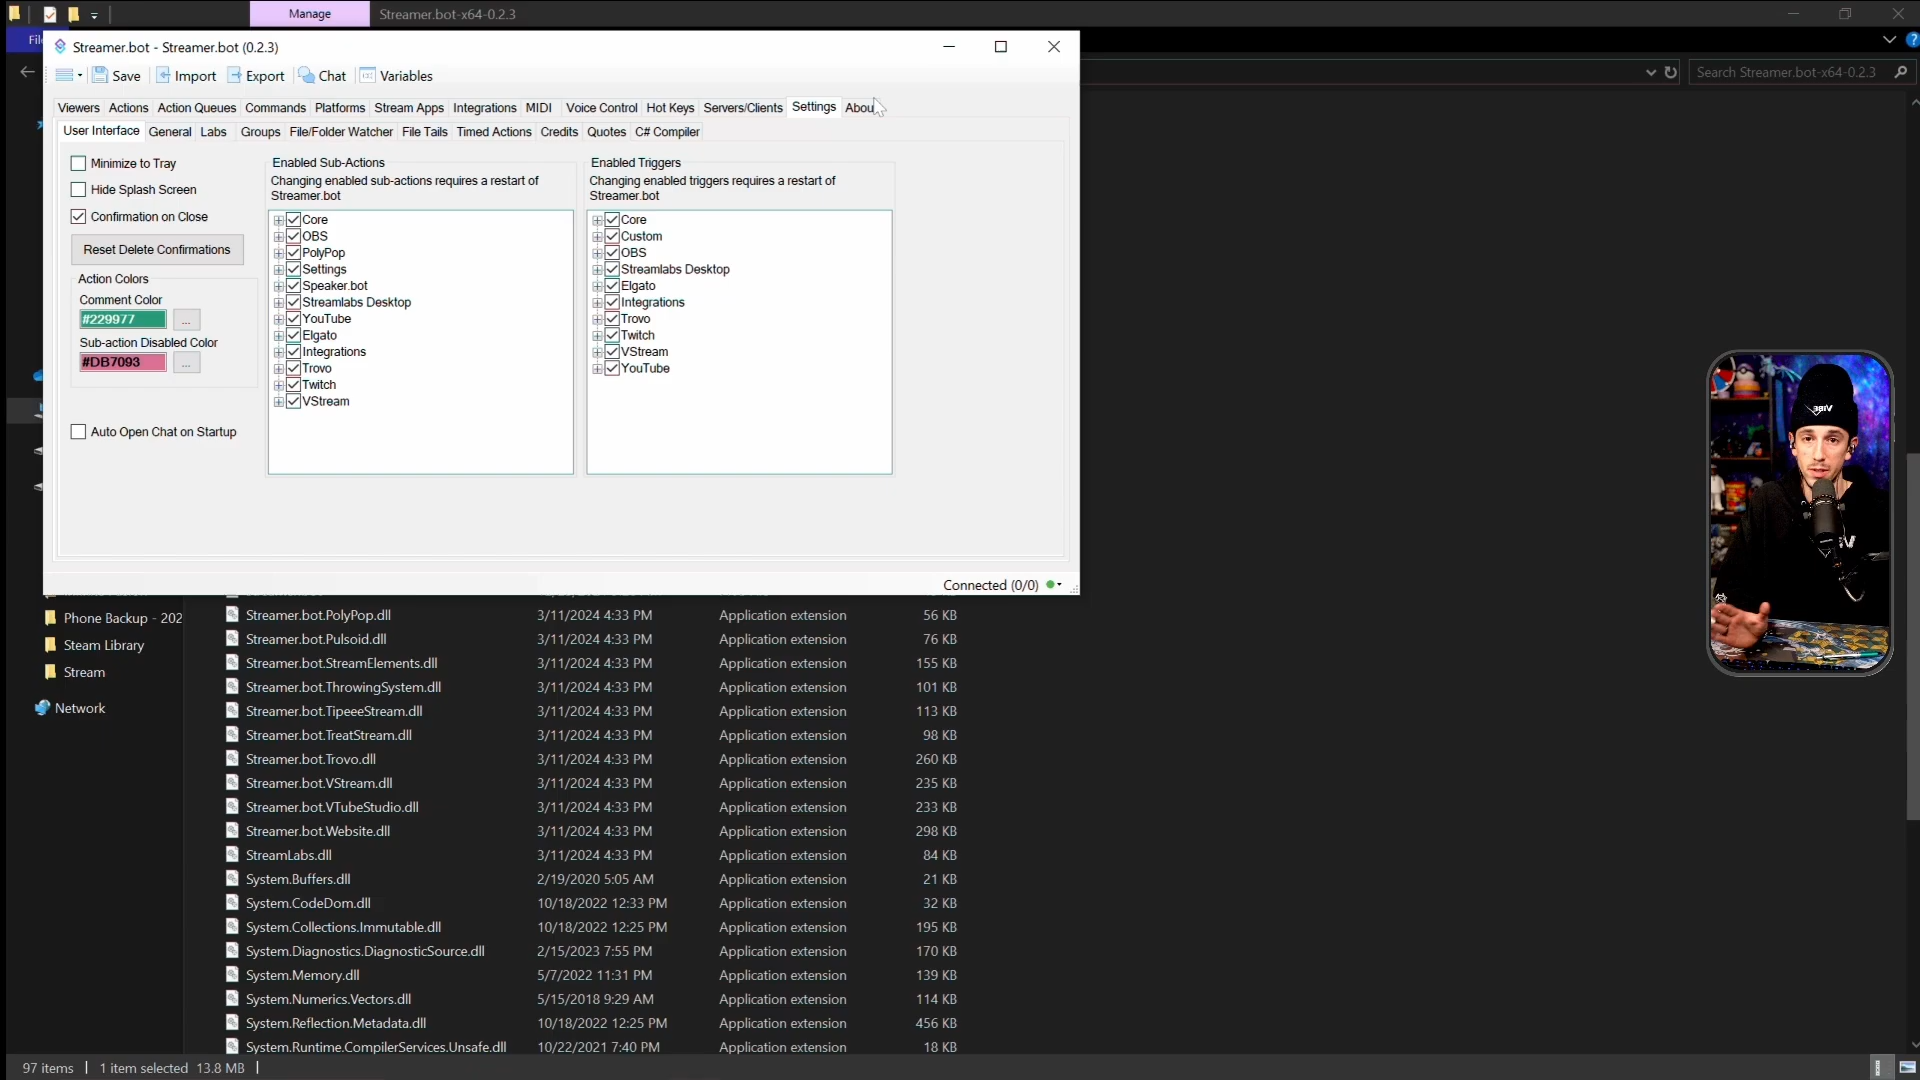 Manage
Streamer.bot-x64-0.2.3
Streamer.bot - Streamer.bot (0.2.3)
Save Import Export Chat Variables
Search Streamer.bot-x64-0.2.3
Viewers Actions Action Queues Commands Platforms Stream Apps Integrations MIDI Voice Control Hot Keys Servers/Clients Settings Abou
User Interface General Labs Groups File/Folder Watcher File Tails Timed Actions Credits Quotes C# Compiler
Minimize to Tray
Hide Splash Screen
Confirmation on Close
Reset Delete Confirmations
Action Colors
Comment Color
#229977
...
Sub-action Disabled Color
#DB7093
...
Auto Open Chat on Startup
Enabled Sub-Actions
Changing enabled sub-actions requires a restart of
Streamer.bot
Core
OBS
PolyPop
Settings
Speaker.bot
Streamlabs Desktop
YouTube
Elgato
Integrations
Trovo
Twitch
VStream
Enabled Triggers
Changing enabled triggers requires a restart of
Streamer.bot
Core
Custom
OBS
Streamlabs Desktop
Elgato
Integrations
Trovo
Twitch
VStream
YouTube
Connected (0/0)
Phone Backup - 202
Steam Library
Stream
Network
Streamer.bot.PolyPop.dll 3/11/2024 4:33 PM Application extension 56 KB
Streamer.bot.Pulsoid.dll 3/11/2024 4:33 PM Application extension 76 KB
Streamer.bot.StreamElements.dll 3/11/2024 4:33 PM Application extension 155 KB
Streamer.bot.ThrowingSystem.dll 3/11/2024 4:33 PM Application extension 101 KB
Streamer.bot.TipeeeStream.dll 3/11/2024 4:33 PM Application extension 113 KB
Streamer.bot.TreatStream.dll 3/11/2024 4:33 PM Application extension 98 KB
Streamer.bot.Trovo.dll 3/11/2024 4:33 PM Application extension 260 KB
Streamer.bot.VStream.dll 3/11/2024 4:33 PM Application extension 235 KB
Streamer.bot.VTubeStudio.dll 3/11/2024 4:33 PM Application extension 233 KB
Streamer.bot.Website.dll 3/11/2024 4:33 PM Application extension 298 KB
StreamLabs.dll 3/11/2024 4:33 PM Application extension 84 KB
System.Buffers.dll 2/19/2020 5:05 AM Application extension 21 KB
System.CodeDom.dll 10/18/2022 12:33 PM Application extension 32 KB
System.Collections.Immutable.dll 10/18/2022 12:25 PM Application extension 195 KB
System.Diagnostics.DiagnosticSource.dll 2/15/2023 7:55 PM Application extension 170 KB
System.Memory.dll 5/7/2022 11:31 PM Application extension 139 KB
System.Numerics.Vectors.dll 5/15/2018 9:29 AM Application extension 114 KB
System.Reflection.Metadata.dll 10/18/2022 12:25 PM Application extension 456 KB
System.Runtime.CompilerServices.Unsafe.dll 10/22/2021 7:40 PM Application extension 18 KB
97 items 1 item selected 13.8 MB